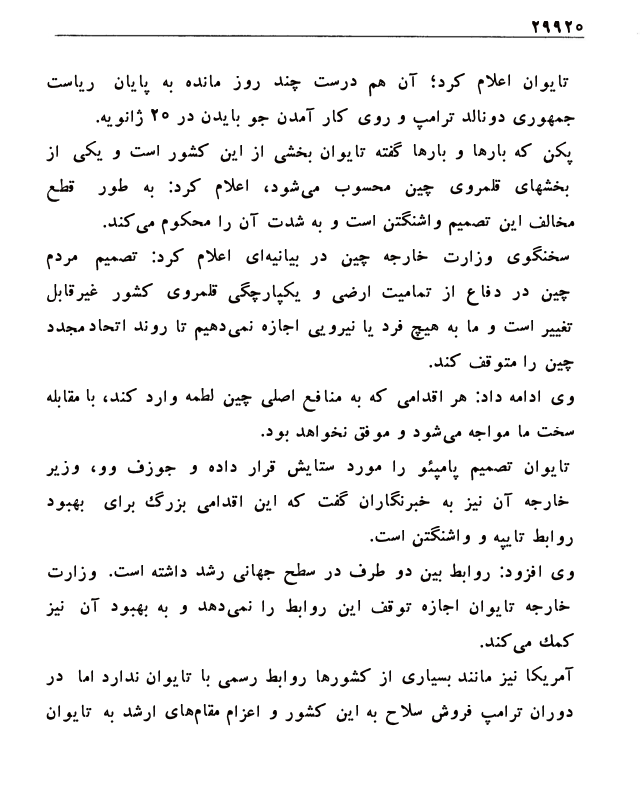 ۲۹۹۲۵
تایوان اعلام کرد؛ آن هم درست چند روز مانده به پایان ریاست
جمهوری دونالد ترامپ و روی کار آمدن جو بایدن در ۲۵ ژانویه.
پکن که بارها و بارها گفته تایوان بخشی از این کشور است و یکی از
بخشهای قلمروی چین محسوب می‌شود، اعلام کرد: به طور قطع
مخالف این تصمیم واشنگتن است و به شدت آن را محکوم می‌کند.
سخنگوی وزارت خارجه چین در بیانیه‌ای اعلام کرد: تصمیم مردم
چین در دفاع از تمامیت ارضی و یکپارچگی قلمروی کشور غیرقابل
تغییر است و ما به هیچ فرد یا نیرویی اجازه نمی‌دهیم تا روند اتحاد مجدد
چین را متوقف کند.
وی ادامه داد: هر اقدامی که به منافع اصلی چین لطمه وارد کند، با مقابله
سخت ما مواجه می‌شود و موفق نخواهد بود.
تایوان تصمیم پامپئو را مورد ستایش قرار داده و جوزف وو، وزیر
خارجه آن نیز به خبرنگاران گفت که این اقدامی بزرگ برای بهبود
روابط تایپه و واشنگتن است.
وی افزود: روابط بین دو طرف در سطح جهانی رشد داشته است. وزارت
خارجه تایوان اجازه توقف این روابط را نمی‌دهد و به بهبود آن نیز
کمك می‌کند.
آمریکا نیز مانند بسیاری از کشورها روابط رسمی با تایوان ندارد اما در
دوران ترامپ فروش سلاح به این کشور و اعزام مقام‌های ارشد به تایوان